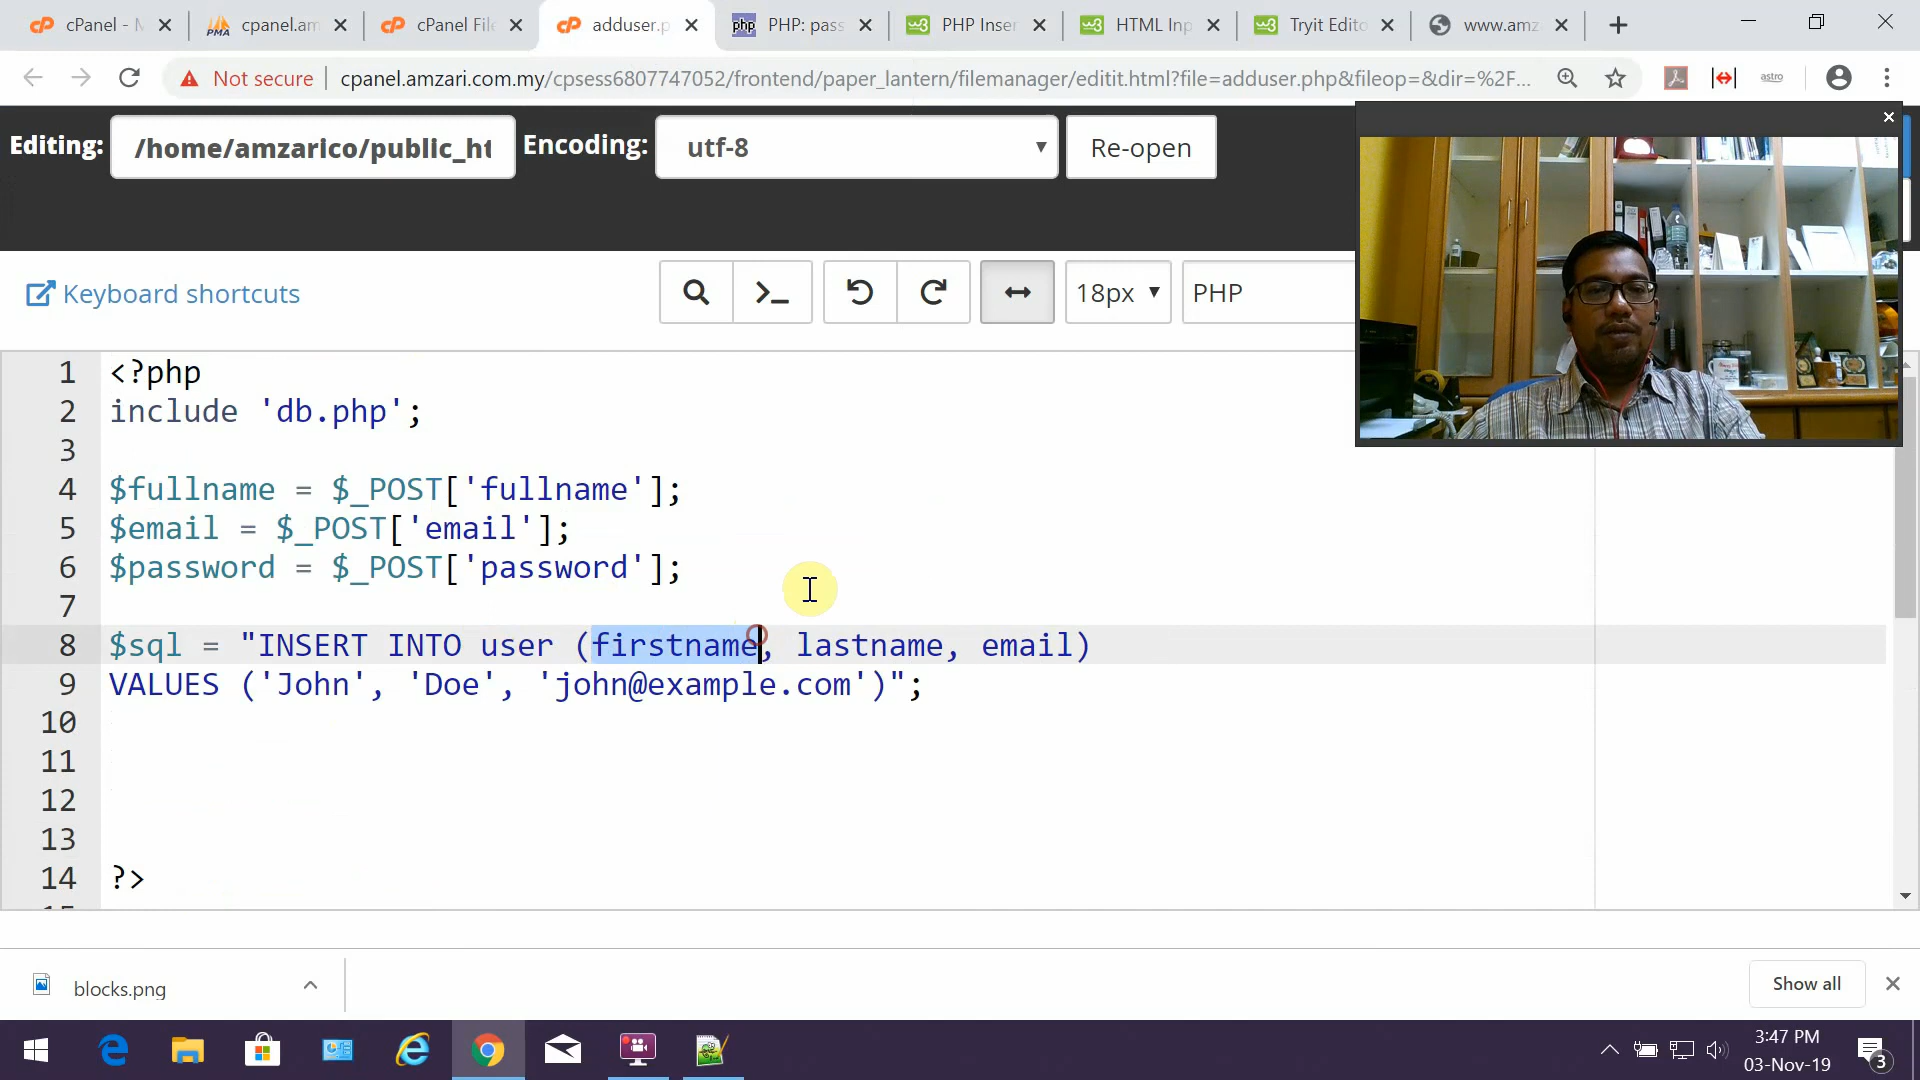 cPanel - M
cpanel.am
cPanel File
adduser.p
PHP: pass
PHP Inser
HTML Inp
Tryit Edito
www.amz
Not secure
cpanel.amzari.com.my/cpsess6807747052/frontend/paper_lantern/filemanager/editit.html?file=adduser.php&fileop=&dir=%2F...
astro
Editing:
/home/amzarico/public_ht
Encoding:
utf-8
Re-open
Keyboard shortcuts
18px
PHP
1 <?php
2 include 'db.php';
3
4 $fullname = $_POST['fullname'];
5 $email = $_POST['email'];
6 $password = $_POST['password'];
7
8 $sql = "INSERT INTO user (firstname, lastname, email)
9 VALUES ('John', 'Doe', 'john@example.com')";
10
11
12
13
14 ?>
blocks.png
Show all
3:47 PM
03-Nov-19
3